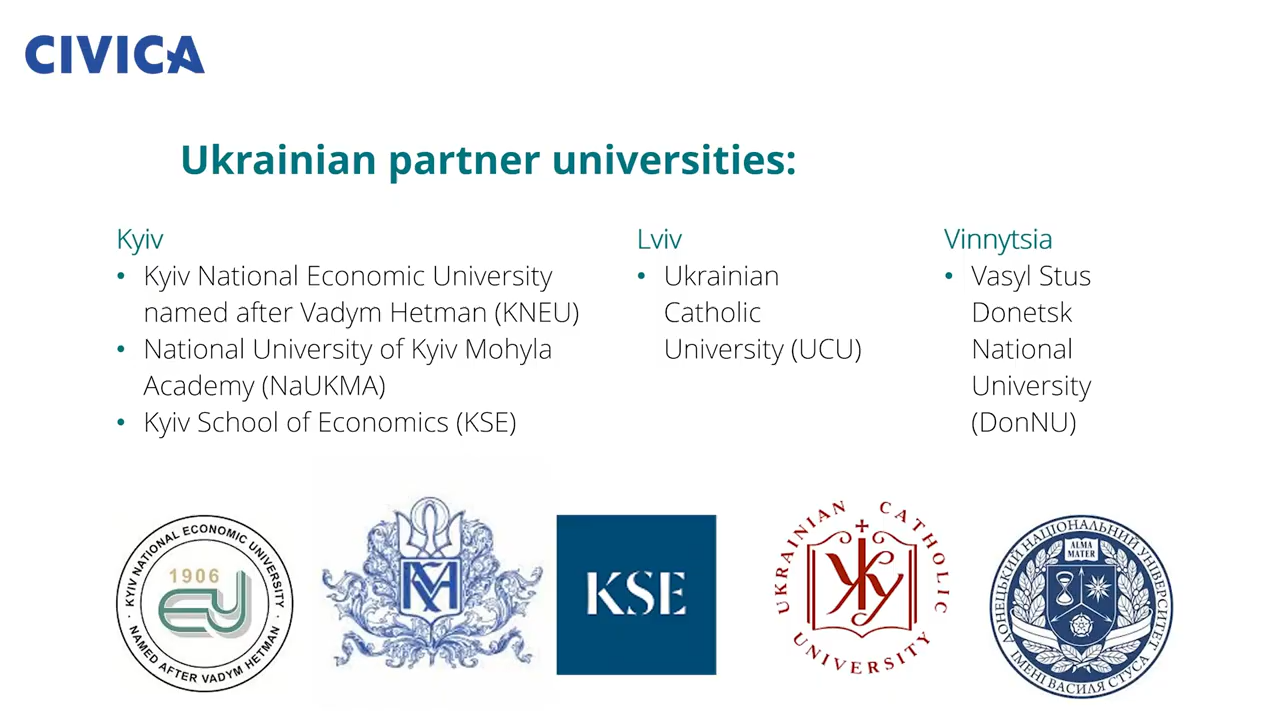 CIVICA
Ukrainian partner universities:
Kyiv
• Kyiv National Economic University
named after Vadym Hetman (KNEU)
• National University of Kyiv Mohyla
Academy (NaUKMA)
• Kyiv School of Economics (KSE)
Lviv
• Ukrainian
Catholic
University (UCU)
Vinnytsia
• Vasyl Stus
Donetsk
National
University
(DonNU)
· KYIV NATIONAL ECONOMIC UNIVERSITY ·
1906
EU
NAMED AFTER VADYM HETMAN
KMA
KSE
UKRAINIAN CATHOLIC
УКУ
UNIVERSITY
ДОНЕЦЬКИЙ НАЦІОНАЛЬНИЙ УНІВЕРСИТЕТ
ALMA
MATER
ІМЕНІ ВАСИЛЯ СТУСА